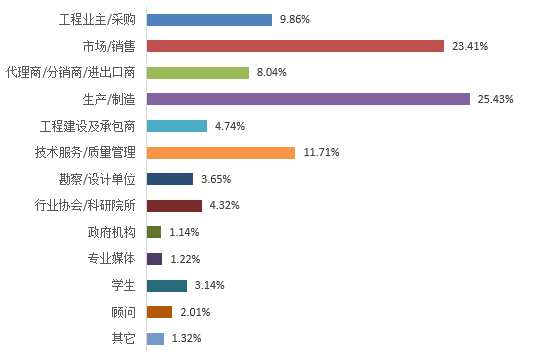 工程业主/采购 9.86%
市场/销售 23.41%
代理商/分销商/进出口商 8.04%
生产/制造 25.43%
工程建设及承包商 4.74%
技术服务/质量管理 11.71%
勘察/设计单位 3.65%
行业协会/科研院所 4.32%
政府机构 1.14%
专业媒体 1.22%
学生 3.14%
顾问 2.01%
其它 1.32%